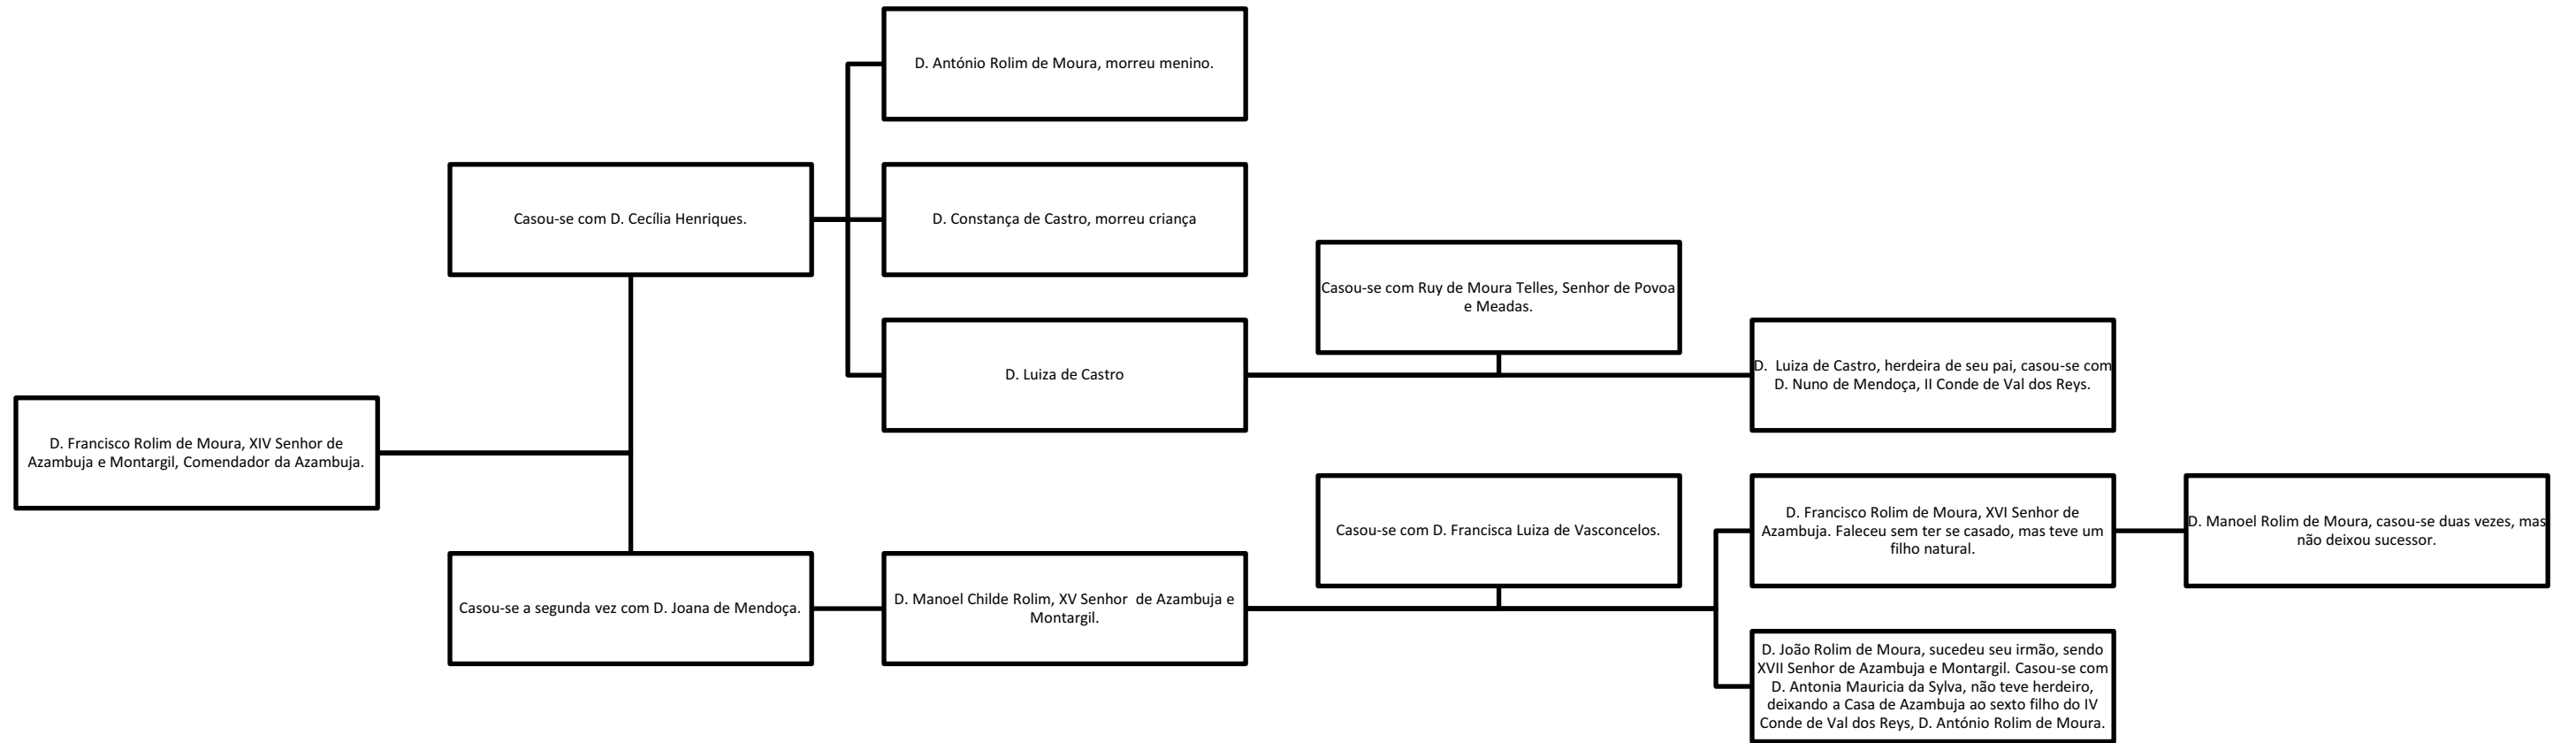 D. António Rolim de Moura, morreu menino.
Casou-se com D. Cecília Henriques.
D. Constança de Castro, morreu criança
Casou-se com Ruy de Moura Telles, Senhor de Povoa
e Meadas.
D. Luiza de Castro
D.  Luiza de Castro, herdeira de seu pai, casou-se com
D. Nuno de Mendoça, II Conde de Val dos Reys.
D. Francisco Rolim de Moura, XIV Senhor de
Azambuja e Montargil, Comendador da Azambuja.
Casou-se com D. Francisca Luiza de Vasconcelos.
D. Francisco Rolim de Moura, XVI Senhor de
Azambuja. Faleceu sem ter se casado, mas teve um
filho natural.
D. Manoel Rolim de Moura, casou-se duas vezes, mas
não deixou sucessor.
Casou-se a segunda vez com D. Joana de Mendoça.
D. Manoel Childe Rolim, XV Senhor  de Azambuja e
Montargil.
D. João Rolim de Moura, sucedeu seu irmão, sendo
XVII Senhor de Azambuja e Montargil. Casou-se com
D. Antonia Mauricia da Sylva, não teve herdeiro,
deixando a Casa de Azambuja ao sexto filho do IV
Conde de Val dos Reys, D. António Rolim de Moura.